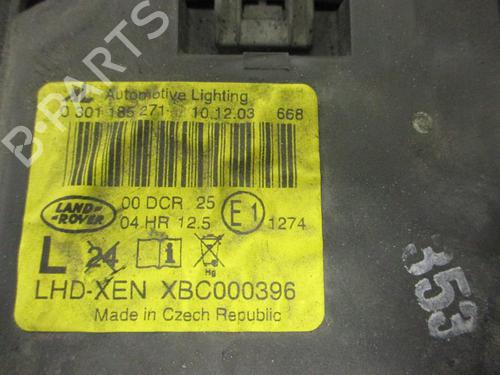 AL Automotive Lighting
0 301 185 271 10.12.03 668
LAND-
-ROVER
00 DCR 25
04 HR 12.5
E1
1274
L 24 i Hg
LHD-XEN XBC000396
Made in Czech Republic
353
B-PARTS